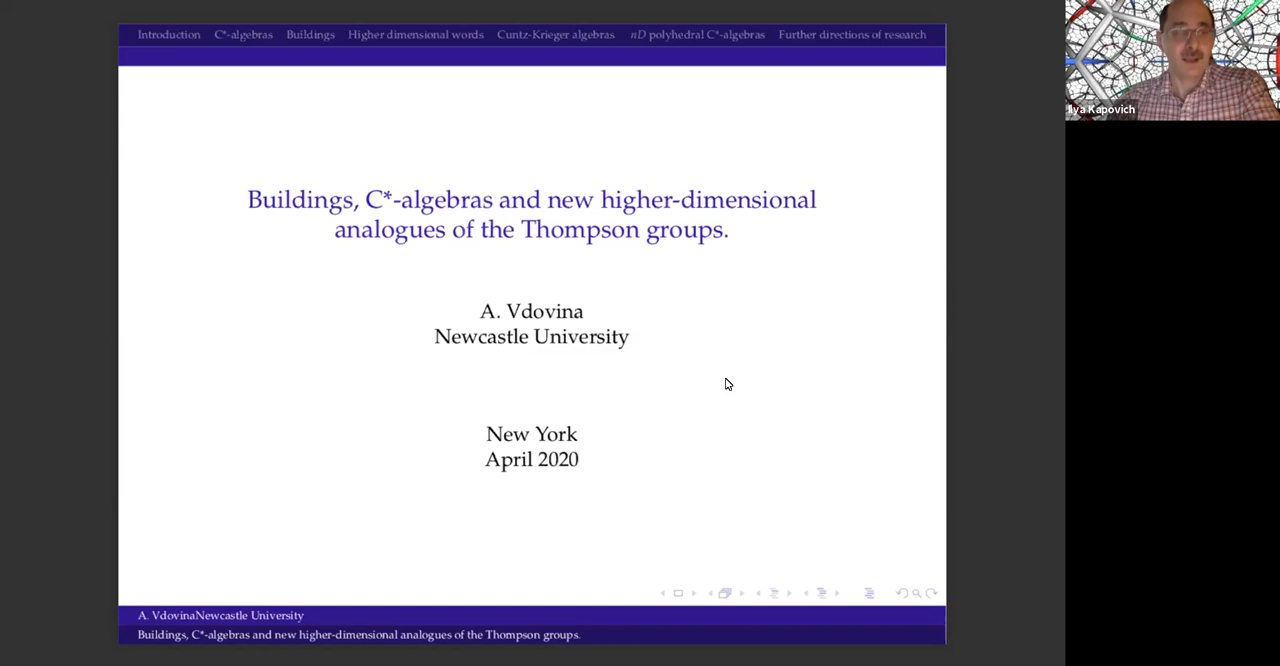 Introduction C*-algebras Buildings Higher dimensional words Cuntz-Krieger algebras nD polyhedral C*-algebras Further directions of research
Ilya Kapovich
Buildings, C*-algebras and new higher-dimensional
analogues of the Thompson groups.
A. Vdovina
Newcastle University
New York
April 2020
A. VdovinaNewcastle University
Buildings, C*-algebras and new higher-dimensional analogues of the Thompson groups.